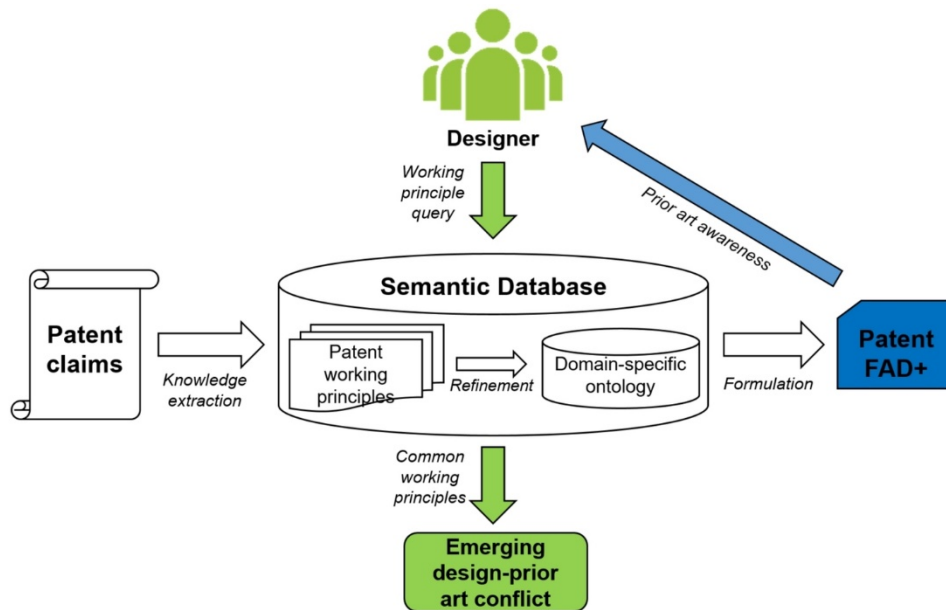 Designer
Working
principle
query
Prior art awareness
Semantic Database
Patent
claims
Knowledge
extraction
Patent
working
principles
Refinement
Domain-specific
ontology
Formulation
Patent
FAD+
Common
working
principles
Emerging
design-prior
art conflict